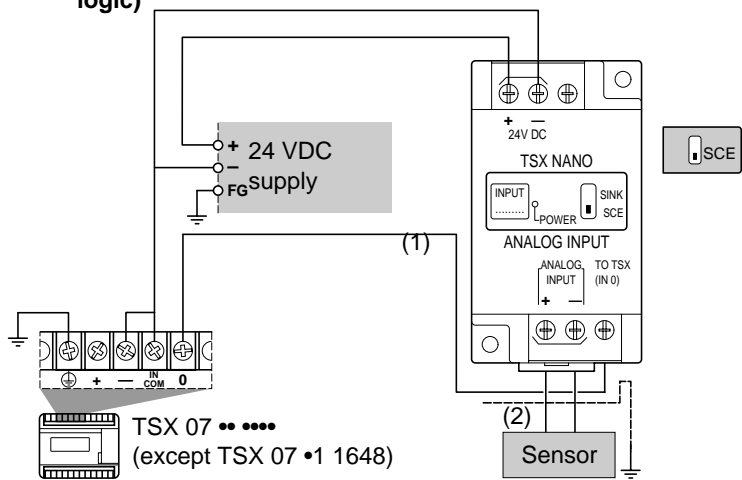 logic)
+ 24 VDC
– supply
FG
+ —
24V DC
TSX NANO
INPUT
POWER
SINK
SCE
ANALOG INPUT
ANALOG INPUT
TO TSX (IN 0)
+ —
SCE
(1)
+ — IN COM 0
(2)
Sensor
TSX 07 •• ••••
(except TSX 07 •1 1648)